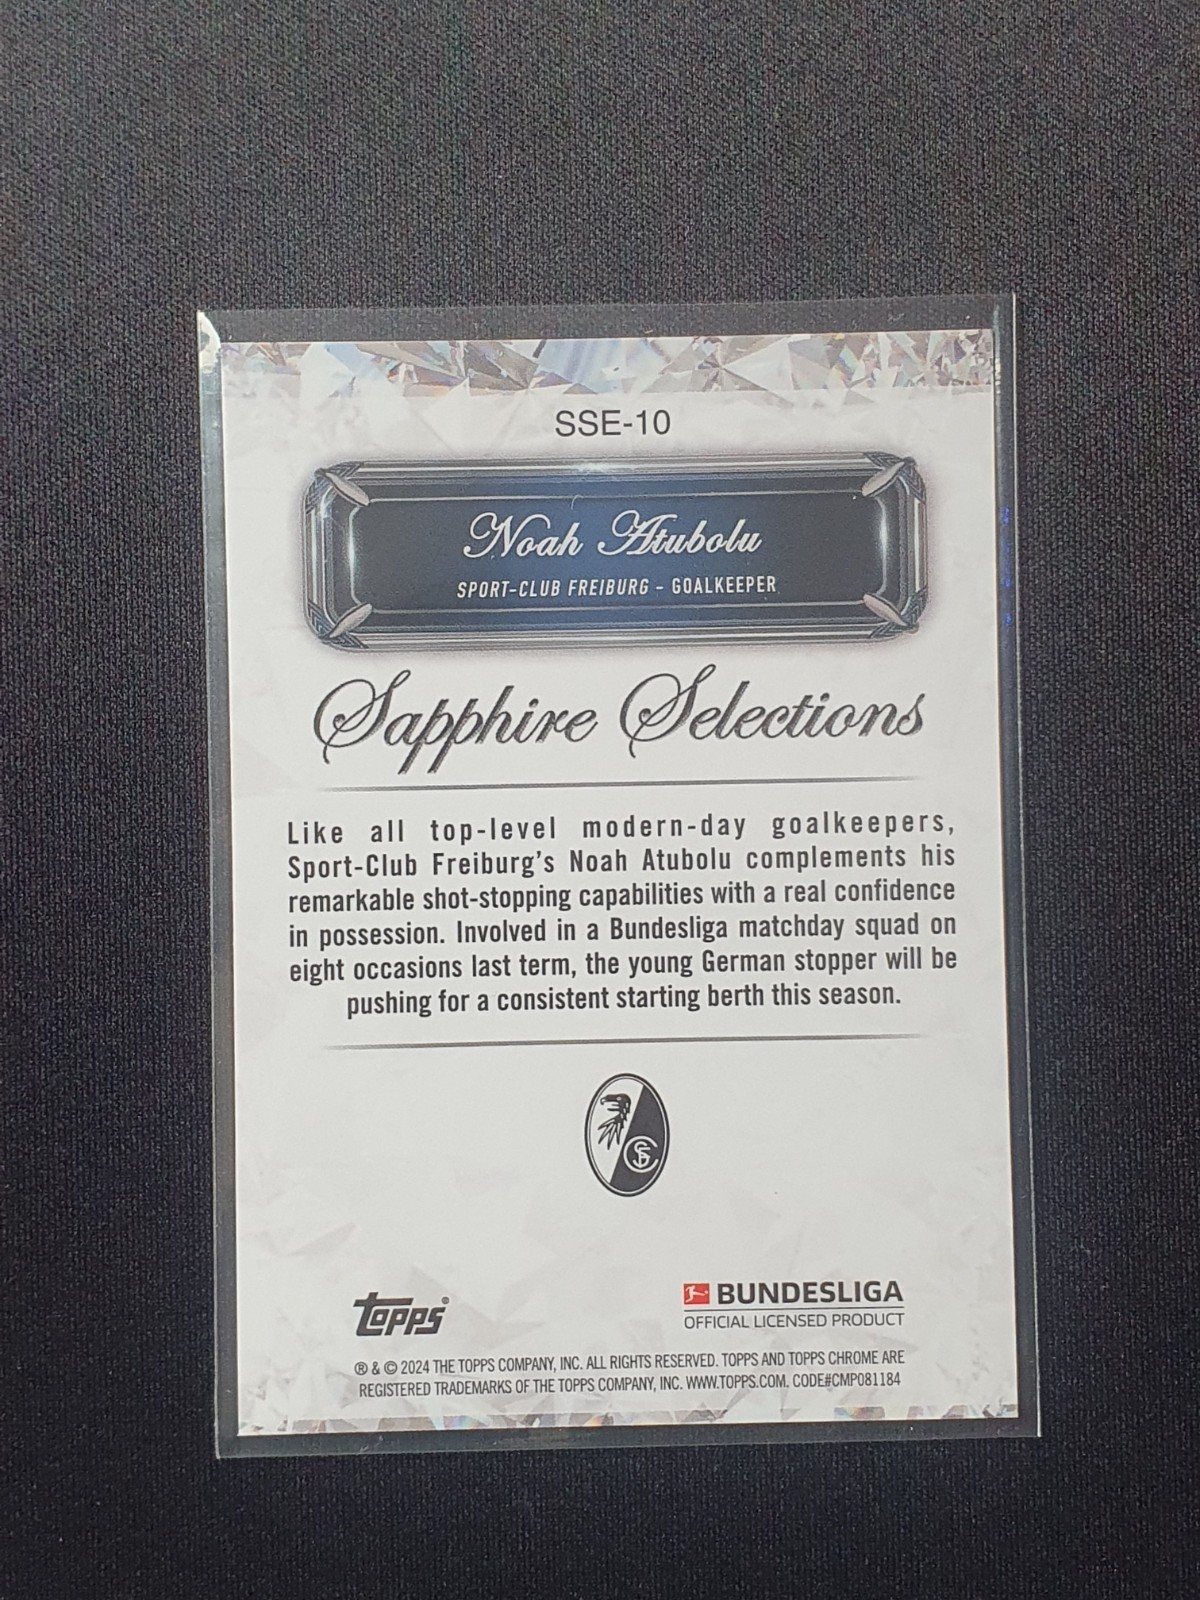 SSE-10
Noah Atubolu
SPORT-CLUB FREIBURG - GOALKEEPER
Sapphire Selections
Like all top-level modern-day goalkeepers,
Sport-Club Freiburg's Noah Atubolu complements his
remarkable shot-stopping capabilities with a real confidence
in possession. Involved in a Bundesliga matchday squad on
eight occasions last term, the young German stopper will be
pushing for a consistent starting berth this season.
SC
TOPPS®
BUNDESLIGA
OFFICIAL LICENSED PRODUCT
® & © 2024 THE TOPPS COMPANY, INC. ALL RIGHTS RESERVED. TOPPS AND TOPPS CHROME ARE
REGISTERED TRADEMARKS OF THE TOPPS COMPANY, INC. WWW.TOPPS.COM. CODE#CMP081184